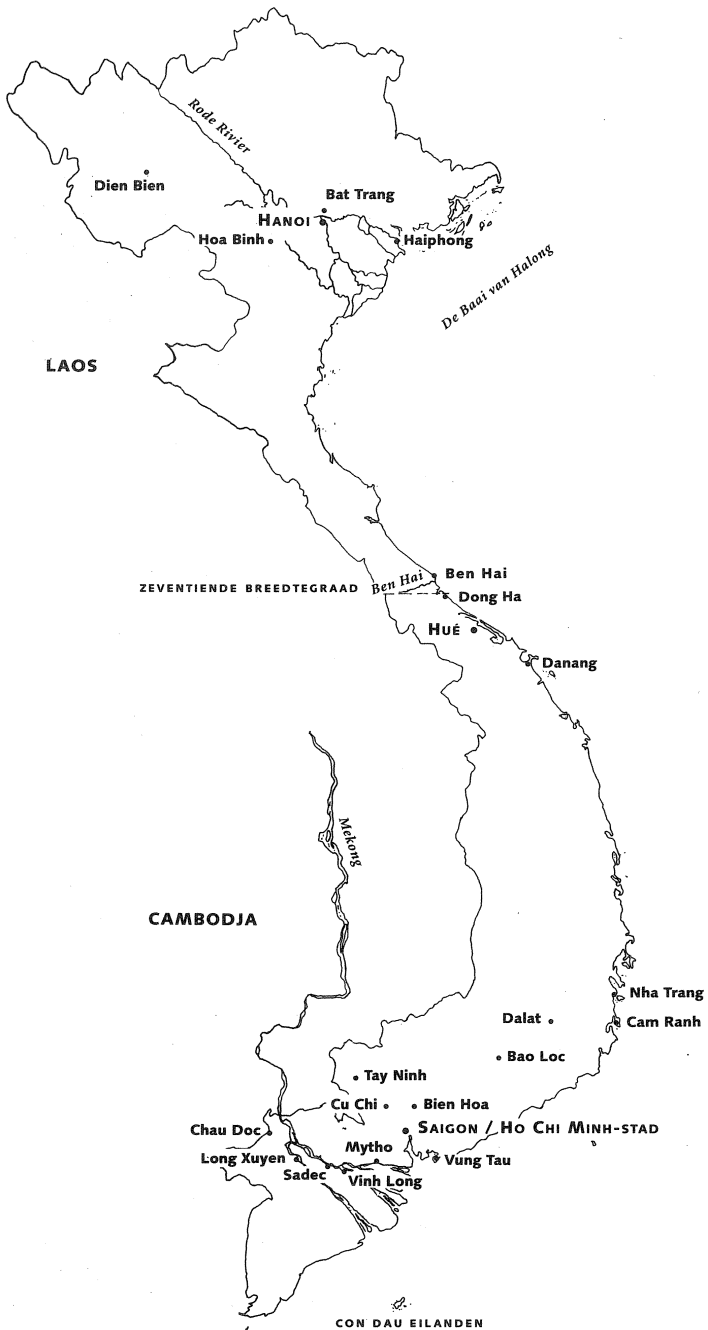 Rode Rivier
Dien Bien
Bat Trang
HANOI
Hoa Binh
Haiphong
De Baai van Halong
LAOS
Ben Hai
ZEVENTIENDE BREEDTEGRAAD
Ben Hai
Dong Ha
HUÉ
Danang
Mekong
CAMBODJA
Nha Trang
Dalat
Cam Ranh
Bao Loc
Tay Ninh
Cu Chi
Bien Hoa
Chau Doc
SAIGON / HO CHI MINH-STAD
Mytho
Long Xuyen
Vung Tau
Sadec
Vinh Long
CON DAU EILANDEN